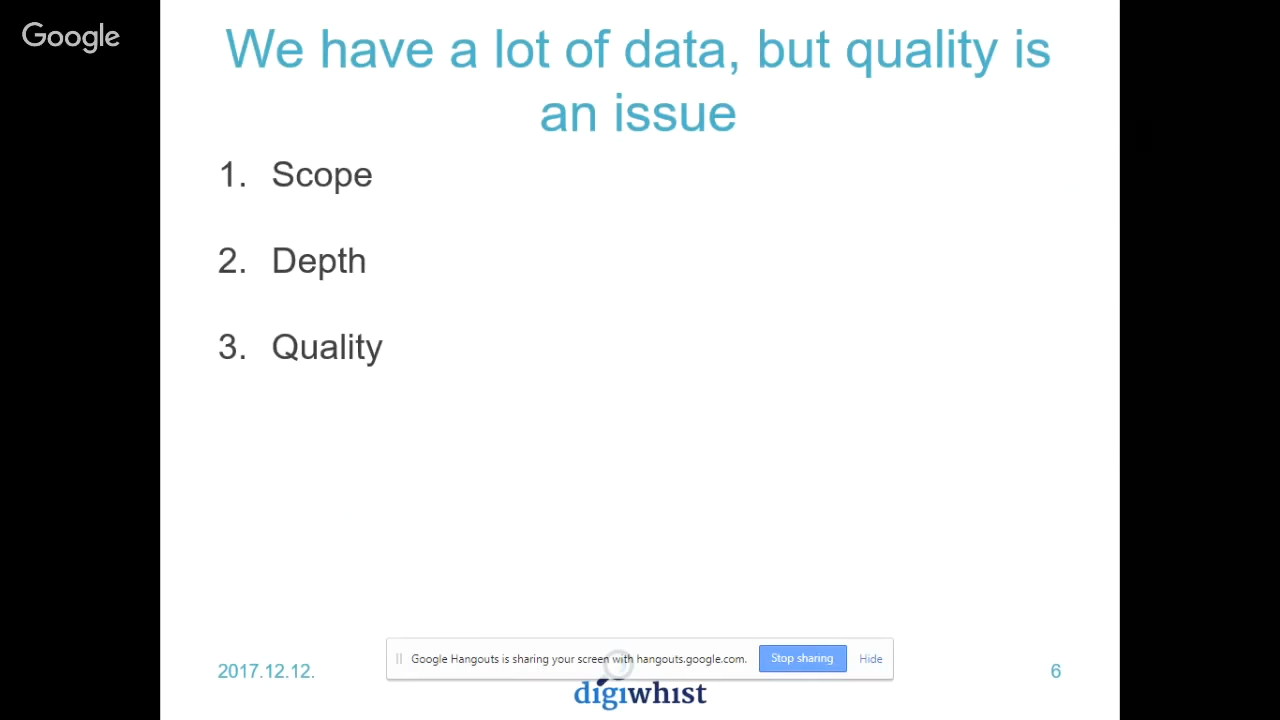 Google
We have a lot of data, but quality is
an issue
1. Scope
2. Depth
3. Quality
Google Hangouts is sharing your screen with hangouts.google.com. Stop sharing Hide
2017.12.12. 6
digiwhist